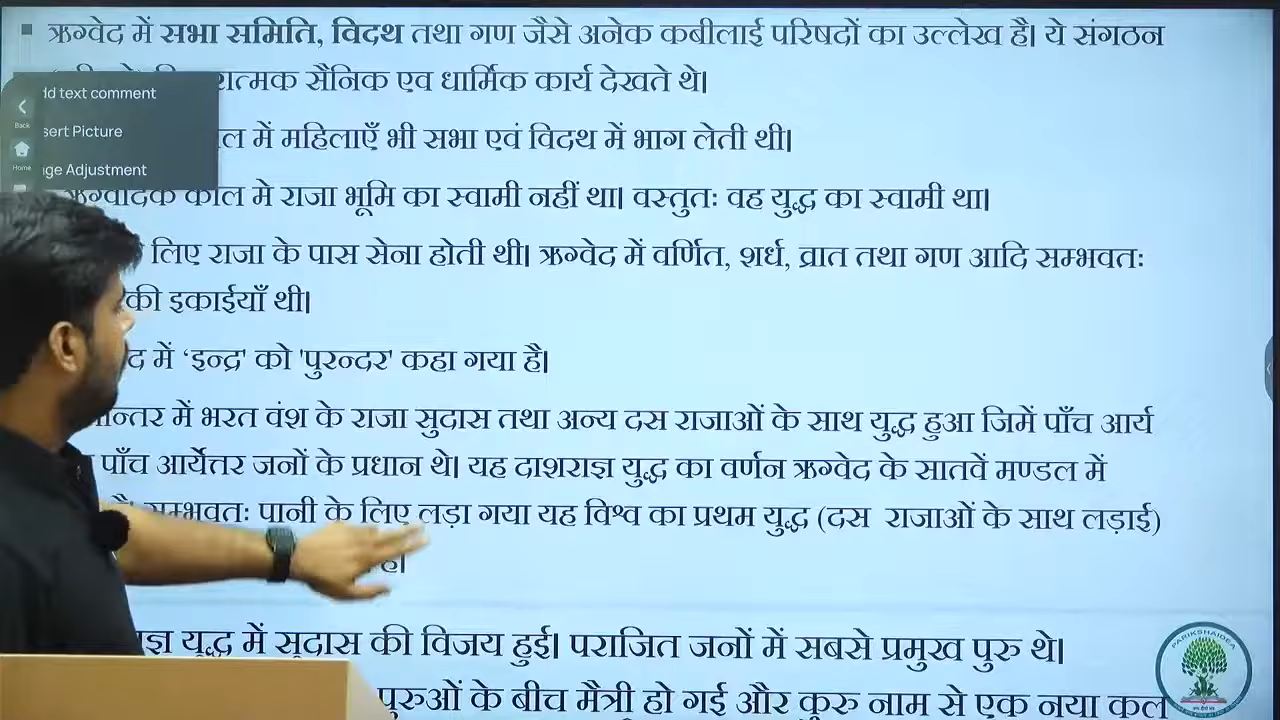 ऋग्वेद में सभा समिति, विदथ तथा गण जैसे अनेक कबीलाई परिषदों का उल्लेख है। ये संगठन
सैनिक एव धार्मिक कार्य देखते थे।
dd text comment
Back
sert Picture
Home
ge Adjustment
में महिलाएँ भी सभा एवं विदथ में भाग लेती थी।
काल मे राजा भूमि का स्वामी नहीं था। वस्तुतः वह युद्ध का स्वामी था।
लिए राजा के पास सेना होती थी। ऋग्वेद में वर्णित, शर्ध, व्रात तथा गण आदि सम्भवतः
की इकाईयाँ थी।
में ‘इन्द्र' को 'पुरन्दर' कहा गया है।
में भरत वंश के राजा सुदास तथा अन्य दस राजाओं के साथ युद्ध हुआ जिमें पाँच आर्य
पाँच आर्येत्तर जनों के प्रधान थे। यह दाशराज्ञ युद्ध का वर्णन ऋग्वेद के सातवें मण्डल में
है। सम्भवतः पानी के लिए लड़ा गया यह विश्व का प्रथम युद्ध (दस राजाओं के साथ लड़ाई)
है।
युद्ध में सुदास की विजय हुई। पराजित जनों में सबसे प्रमुख पुरु थे।
पुरुओं के बीच मैत्री हो गई और कुरु नाम से एक नया
PARIKSHAIDEA